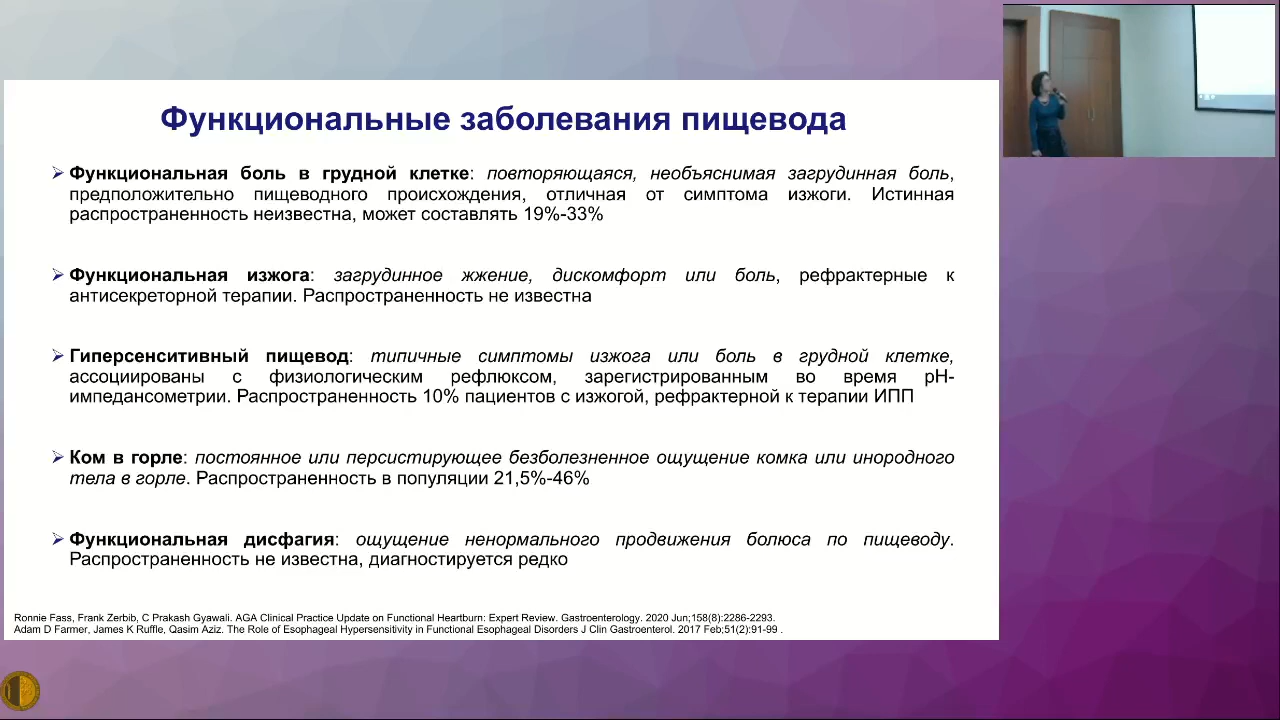 Функциональные заболевания пищевода
Функциональная боль в грудной клетке: повторяющаяся, необъяснимая загрудинная боль,
предположительно пищеводного происхождения, отличная от симптома изжоги. Истинная
распространенность неизвестна, может составлять 19%-33%
Функциональная изжога: загрудинное жжение, дискомфорт или боль, рефрактерные к
антисекреторной терапии. Распространенность не известна
Гиперсенситивный пищевод: типичные симптомы изжога или боль в грудной клетке,
ассоциированы с физиологическим рефлюксом, зарегистрированным во время pH-
импедансометрии. Распространенность 10% пациентов с изжогой, рефрактерной к терапии ИПП
Ком в горле: постоянное или персистирующее безболезненное ощущение комка или инородного
тела в горле. Распространенность в популяции 21,5%-46%
Функциональная дисфагия: ощущение ненормального продвижения болюса по пищеводу.
Распространенность не известна, диагностируется редко
Ronnie Fass, Frank Zerbib, C Prakash Gyawali. AGA Clinical Practice Update on Functional Heartburn: Expert Review. Gastroenterology. 2020 Jun;158(8):2286-2293.
Adam D Farmer, James K Ruffle, Qasim Aziz. The Role of Esophageal Hypersensitivity in Functional Esophageal Disorders J Clin Gastroenterol. 2017 Feb;51(2):91-99 .